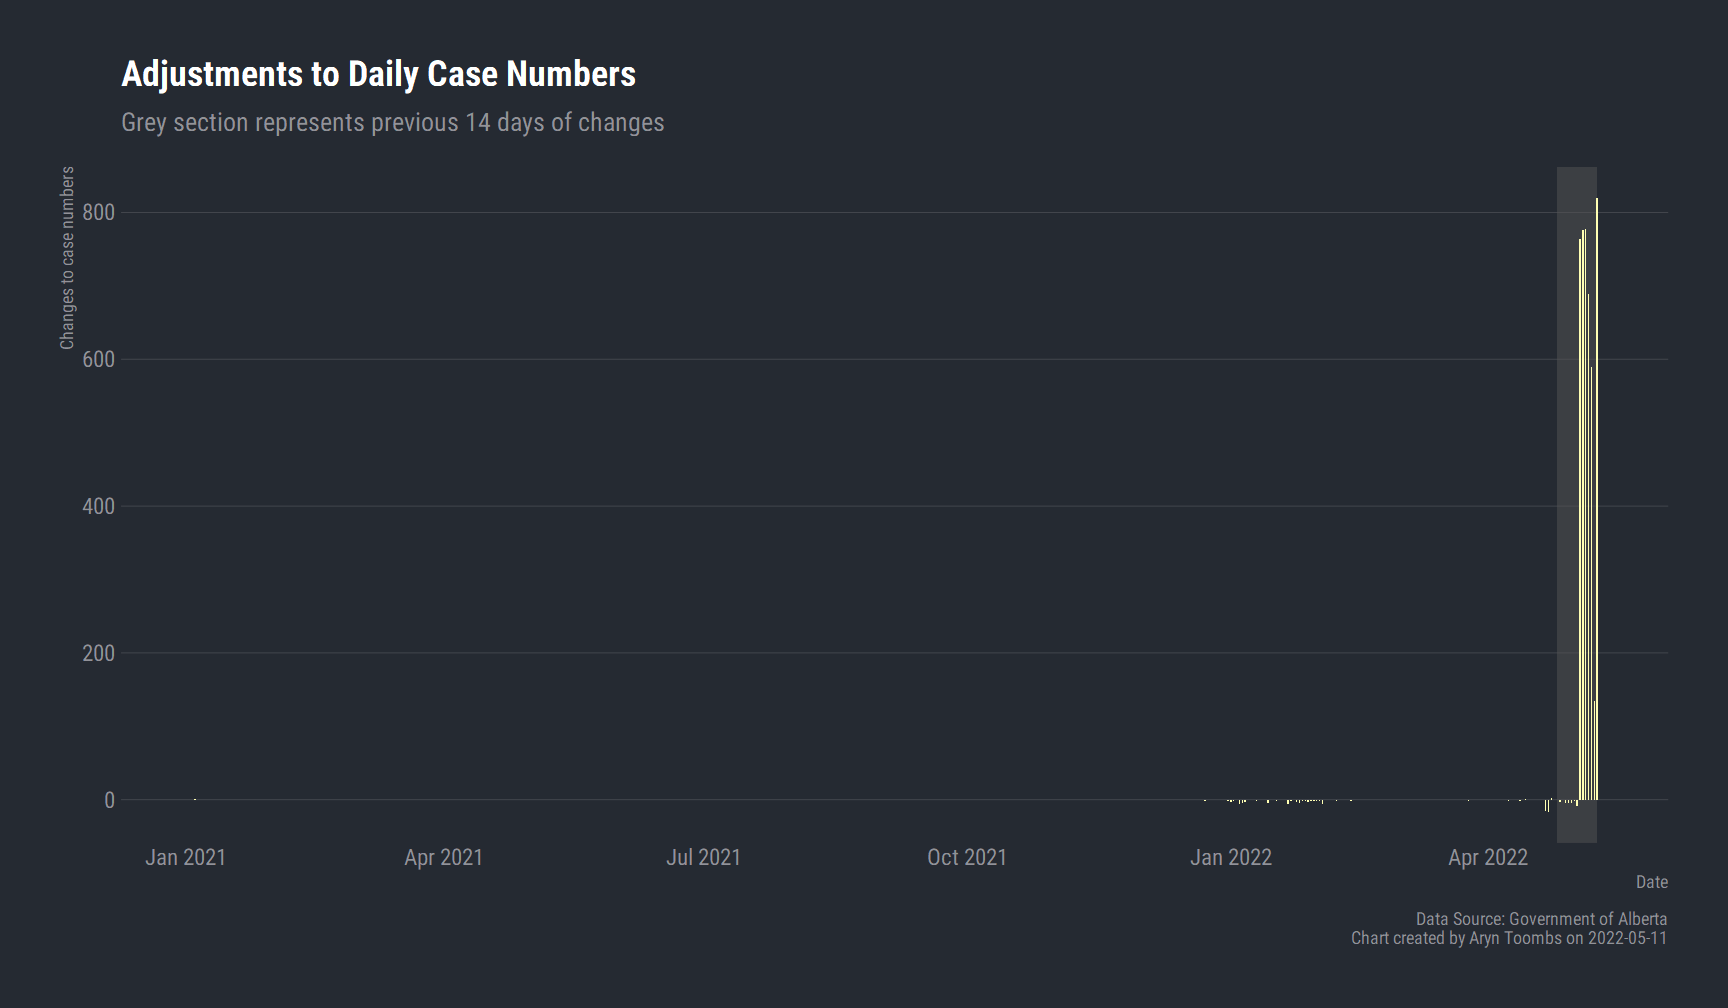 Adjustments to Daily Case Numbers
Grey section represents previous 14 days of changes
Changes to case numbers
800
600
400
200
0
Jan 2021
Apr 2021
Jul 2021
Oct 2021
Jan 2022
Apr 2022
Date
Data Source: Government of Alberta
Chart created by Aryn Toombs on 2022-05-11